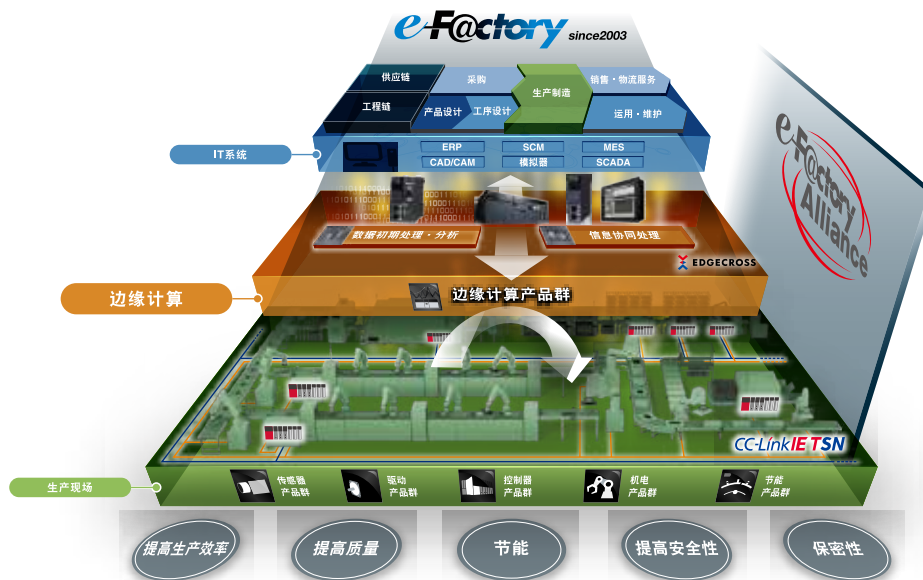 e-F@ctory since2003
供应链
采购
生产制造
销售・物流服务
工程链
产品设计
工序设计
运用・维护
IT系统
ERP
SCM
MES
CAD/CAM
模拟器
SCADA
e-F@ctory
Alliance
数据初期处理・分析
信息协同处理
EDGECROSS
边缘计算
边缘计算产品群
CC-Link IE TSN
生产现场
传感器
产品群
驱动
产品群
控制器
产品群
机电
产品群
节能
产品群
提高生产效率
提高质量
节能
提高安全性
保密性